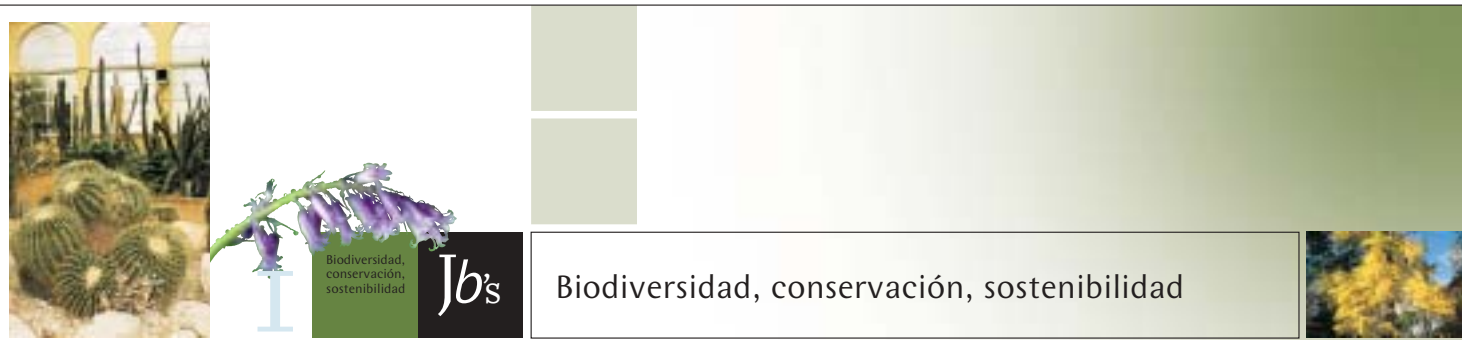 I
Biodiversidad,
conservación,
sostenibilidad
Jb's
Biodiversidad, conservación, sostenibilidad